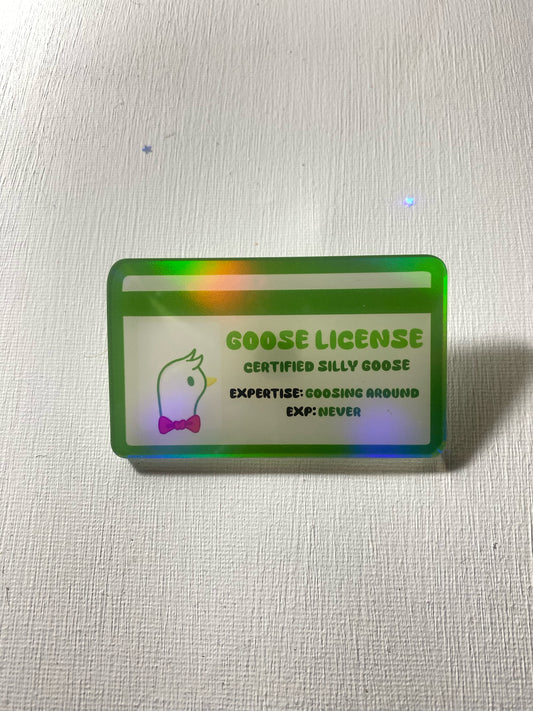 GOOSE LICENSE
CERTIFIED SILLY GOOSE
EXPERTISE: GOOSING AROUND
EXP: NEVER